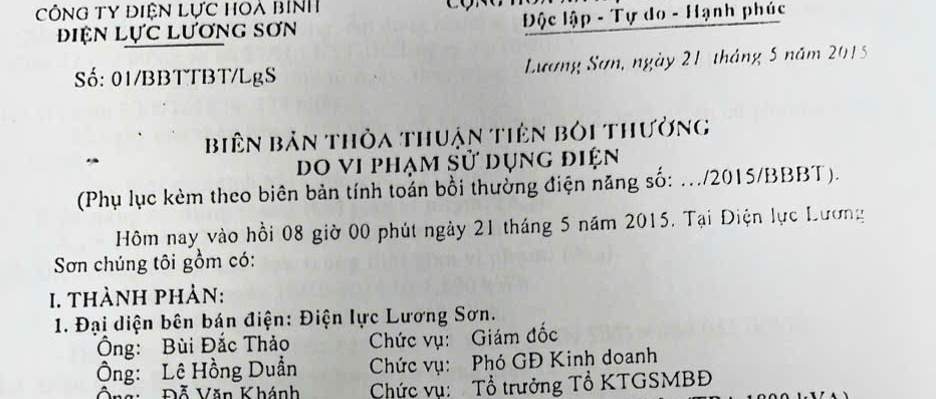 CÔNG TY ĐIỆN LỰC HOÀ BÌNH
ĐIỆN LỰC LƯƠNG SƠN
Độc lập - Tự do - Hạnh phúc
Số: 01/BBTTBT/LgS
Lương Sơn, ngày 21 tháng 5 năm 2015
BIÊN BẢN THỎA THUẬN TIỀN BỒI THƯỜNG
DO VI PHẠM SỬ DỤNG ĐIỆN
(Phụ lục kèm theo biên bản tính toán bồi thường điện năng số: .../2015/BBBT).
Hôm nay vào hồi 08 giờ 00 phút ngày 21 tháng 5 năm 2015. Tại Điện lực Lương
Sơn chúng tôi gồm có:
I. THÀNH PHẦN:
1. Đại diện bên bán điện: Điện lực Lương Sơn.
Ông: Bùi Đắc Thảo Chức vụ: Giám đốc
Ông: Lê Hồng Duẩn Chức vụ: Phó GĐ Kinh doanh
Ông: Đỗ Văn Khánh Chức vụ: Tổ trưởng Tổ KTGSMBĐ